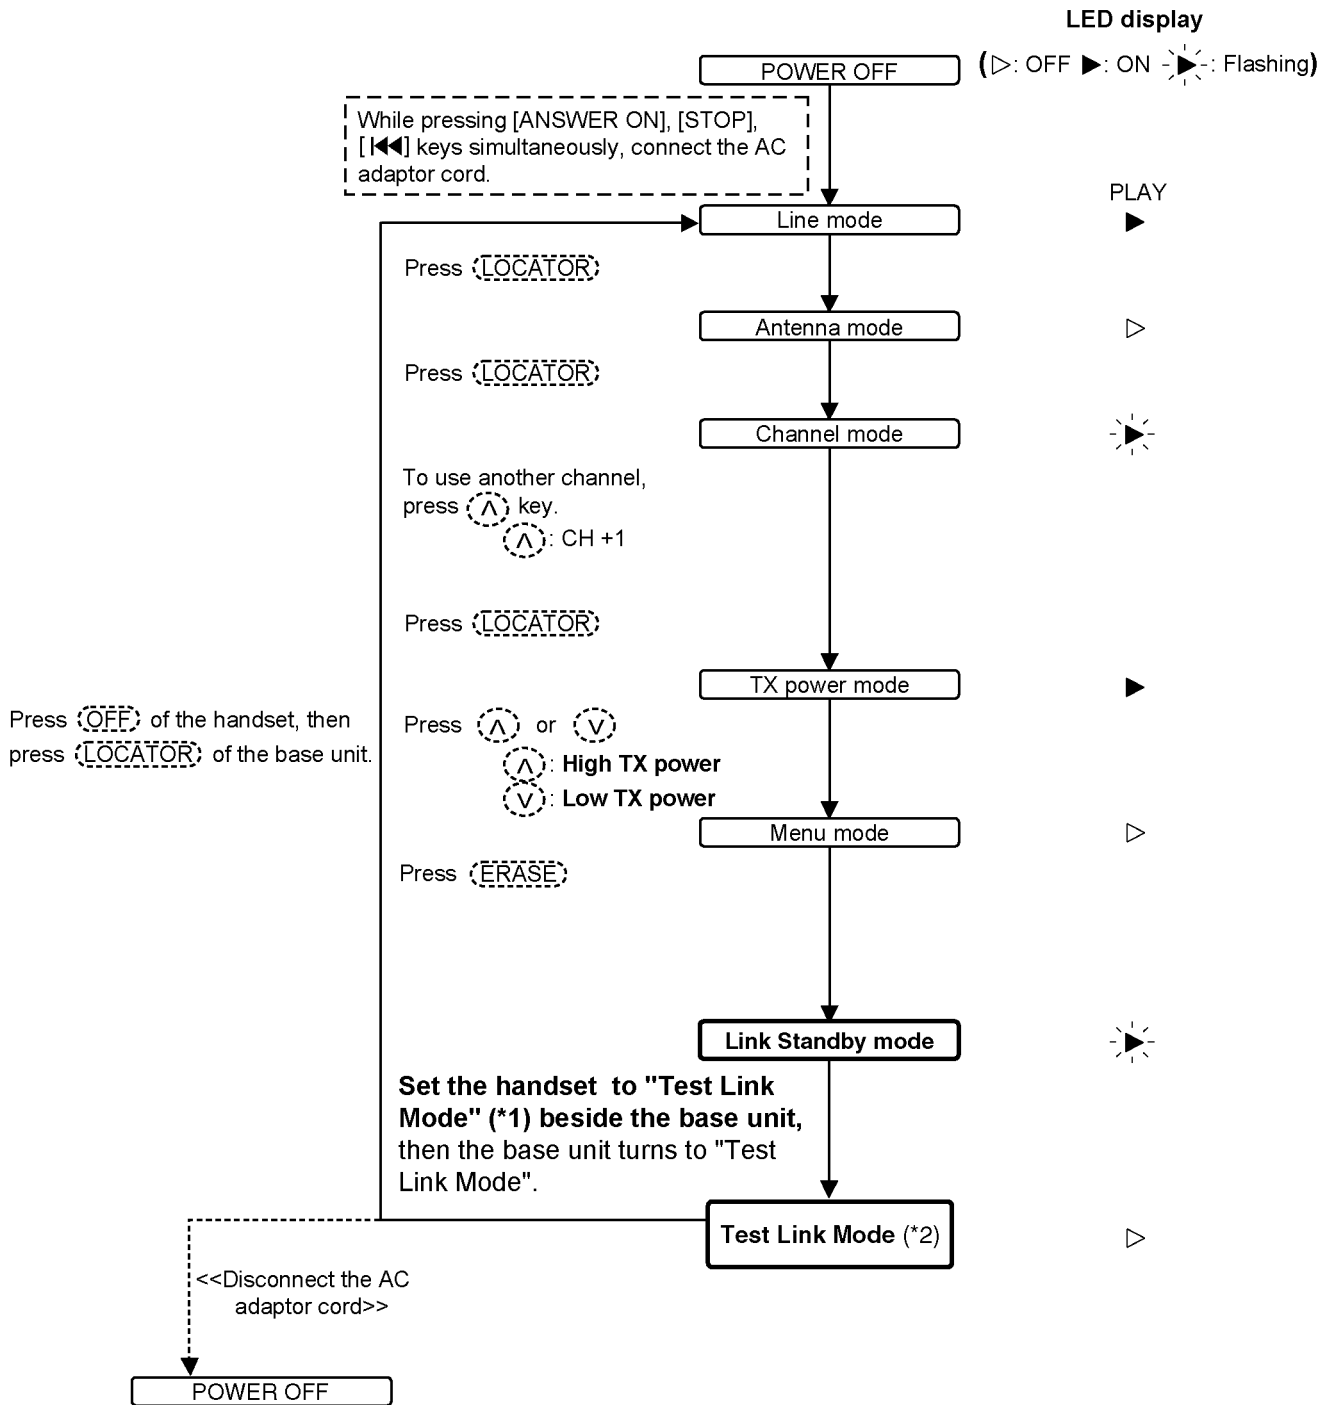 LED display
(▷: OFF ▶: ON ▶: Flashing)
POWER OFF
While pressing [ANSWER ON], [STOP],
[⏮] keys simultaneously, connect the AC
adaptor cord.
PLAY
Line mode
Press LOCATOR
Antenna mode
Press LOCATOR
Channel mode
To use another channel,
press ∧ key.
∧: CH +1
Press LOCATOR
TX power mode
Press OFF of the handset, then
press LOCATOR of the base unit.
Press ∧ or ∨
∧: High TX power
∨: Low TX power
Menu mode
Press ERASE
Link Standby mode
Set the handset to "Test Link
Mode" (*1) beside the base unit,
then the base unit turns to "Test
Link Mode".
Test Link Mode (*2)
<<Disconnect the AC
adaptor cord>>
POWER OFF